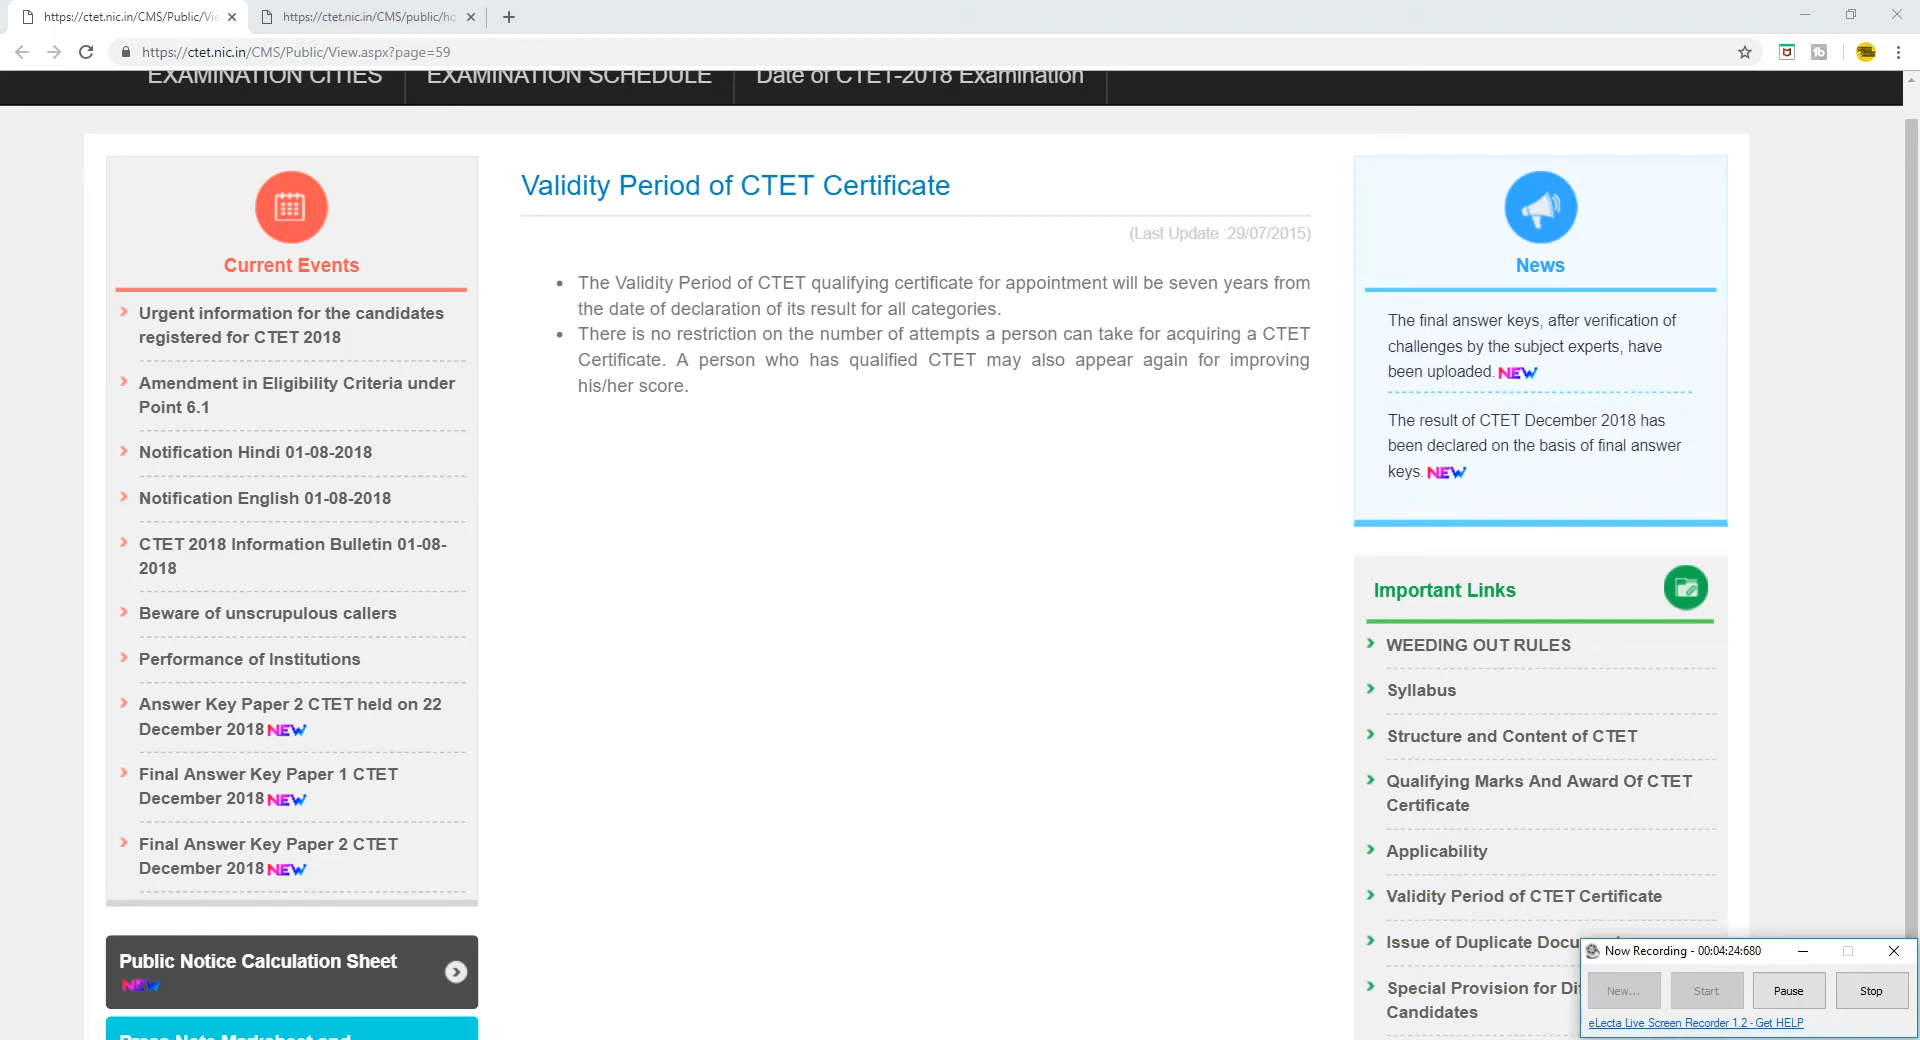 https://ctet.nic.in/CMS/Public/Vie
https://ctet.nic.in/CMS/public/ho
https://ctet.nic.in/CMS/Public/View.aspx?page=59
EXAMINATION CITIES
EXAMINATION SCHEDULE
Date of CTET-2018 Examination
Current Events
Urgent information for the candidates
registered for CTET 2018
Amendment in Eligibility Criteria under
Point 6.1
Notification Hindi 01-08-2018
Notification English 01-08-2018
CTET 2018 Information Bulletin 01-08-
2018
Beware of unscrupulous callers
Performance of Institutions
Answer Key Paper 2 CTET held on 22
December 2018 NEW
Final Answer Key Paper 1 CTET
December 2018 NEW
Final Answer Key Paper 2 CTET
December 2018 NEW
Public Notice Calculation Sheet
NEW
Press Note Marksheet and
Validity Period of CTET Certificate
(Last Update :29/07/2015)
• The Validity Period of CTET qualifying certificate for appointment will be seven years from
the date of declaration of its result for all categories.
• There is no restriction on the number of attempts a person can take for acquiring a CTET
Certificate. A person who has qualified CTET may also appear again for improving
his/her score.
News
The final answer keys, after verification of
challenges by the subject experts, have
been uploaded. NEW
The result of CTET December 2018 has
been declared on the basis of final answer
keys. NEW
Important Links
WEEDING OUT RULES
Syllabus
Structure and Content of CTET
Qualifying Marks And Award Of CTET
Certificate
Applicability
Validity Period of CTET Certificate
Issue of Duplicate
Special Provision for
Candidates
Now Recording - 00:04:24:680
New...
Start
Pause
Stop
eLecta Live Screen Recorder 1.2 - Get HELP